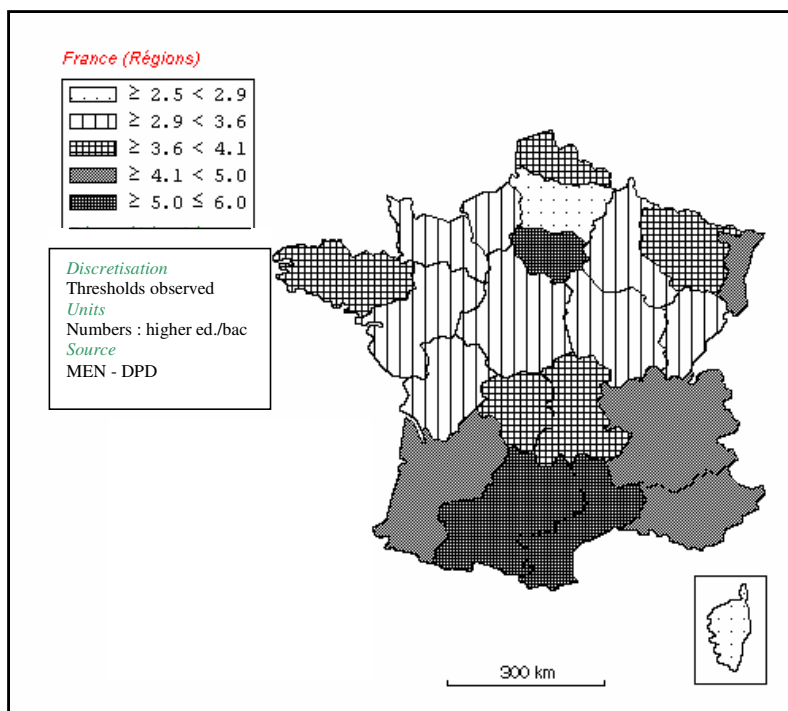 France (Régions)
≥ 2.5 < 2.9
≥ 2.9 < 3.6
≥ 3.6 < 4.1
≥ 4.1 < 5.0
≥ 5.0 ≤ 6.0
Discretisation
Thresholds observed
Units
Numbers : higher ed./bac
Source
MEN - DPD
300 km